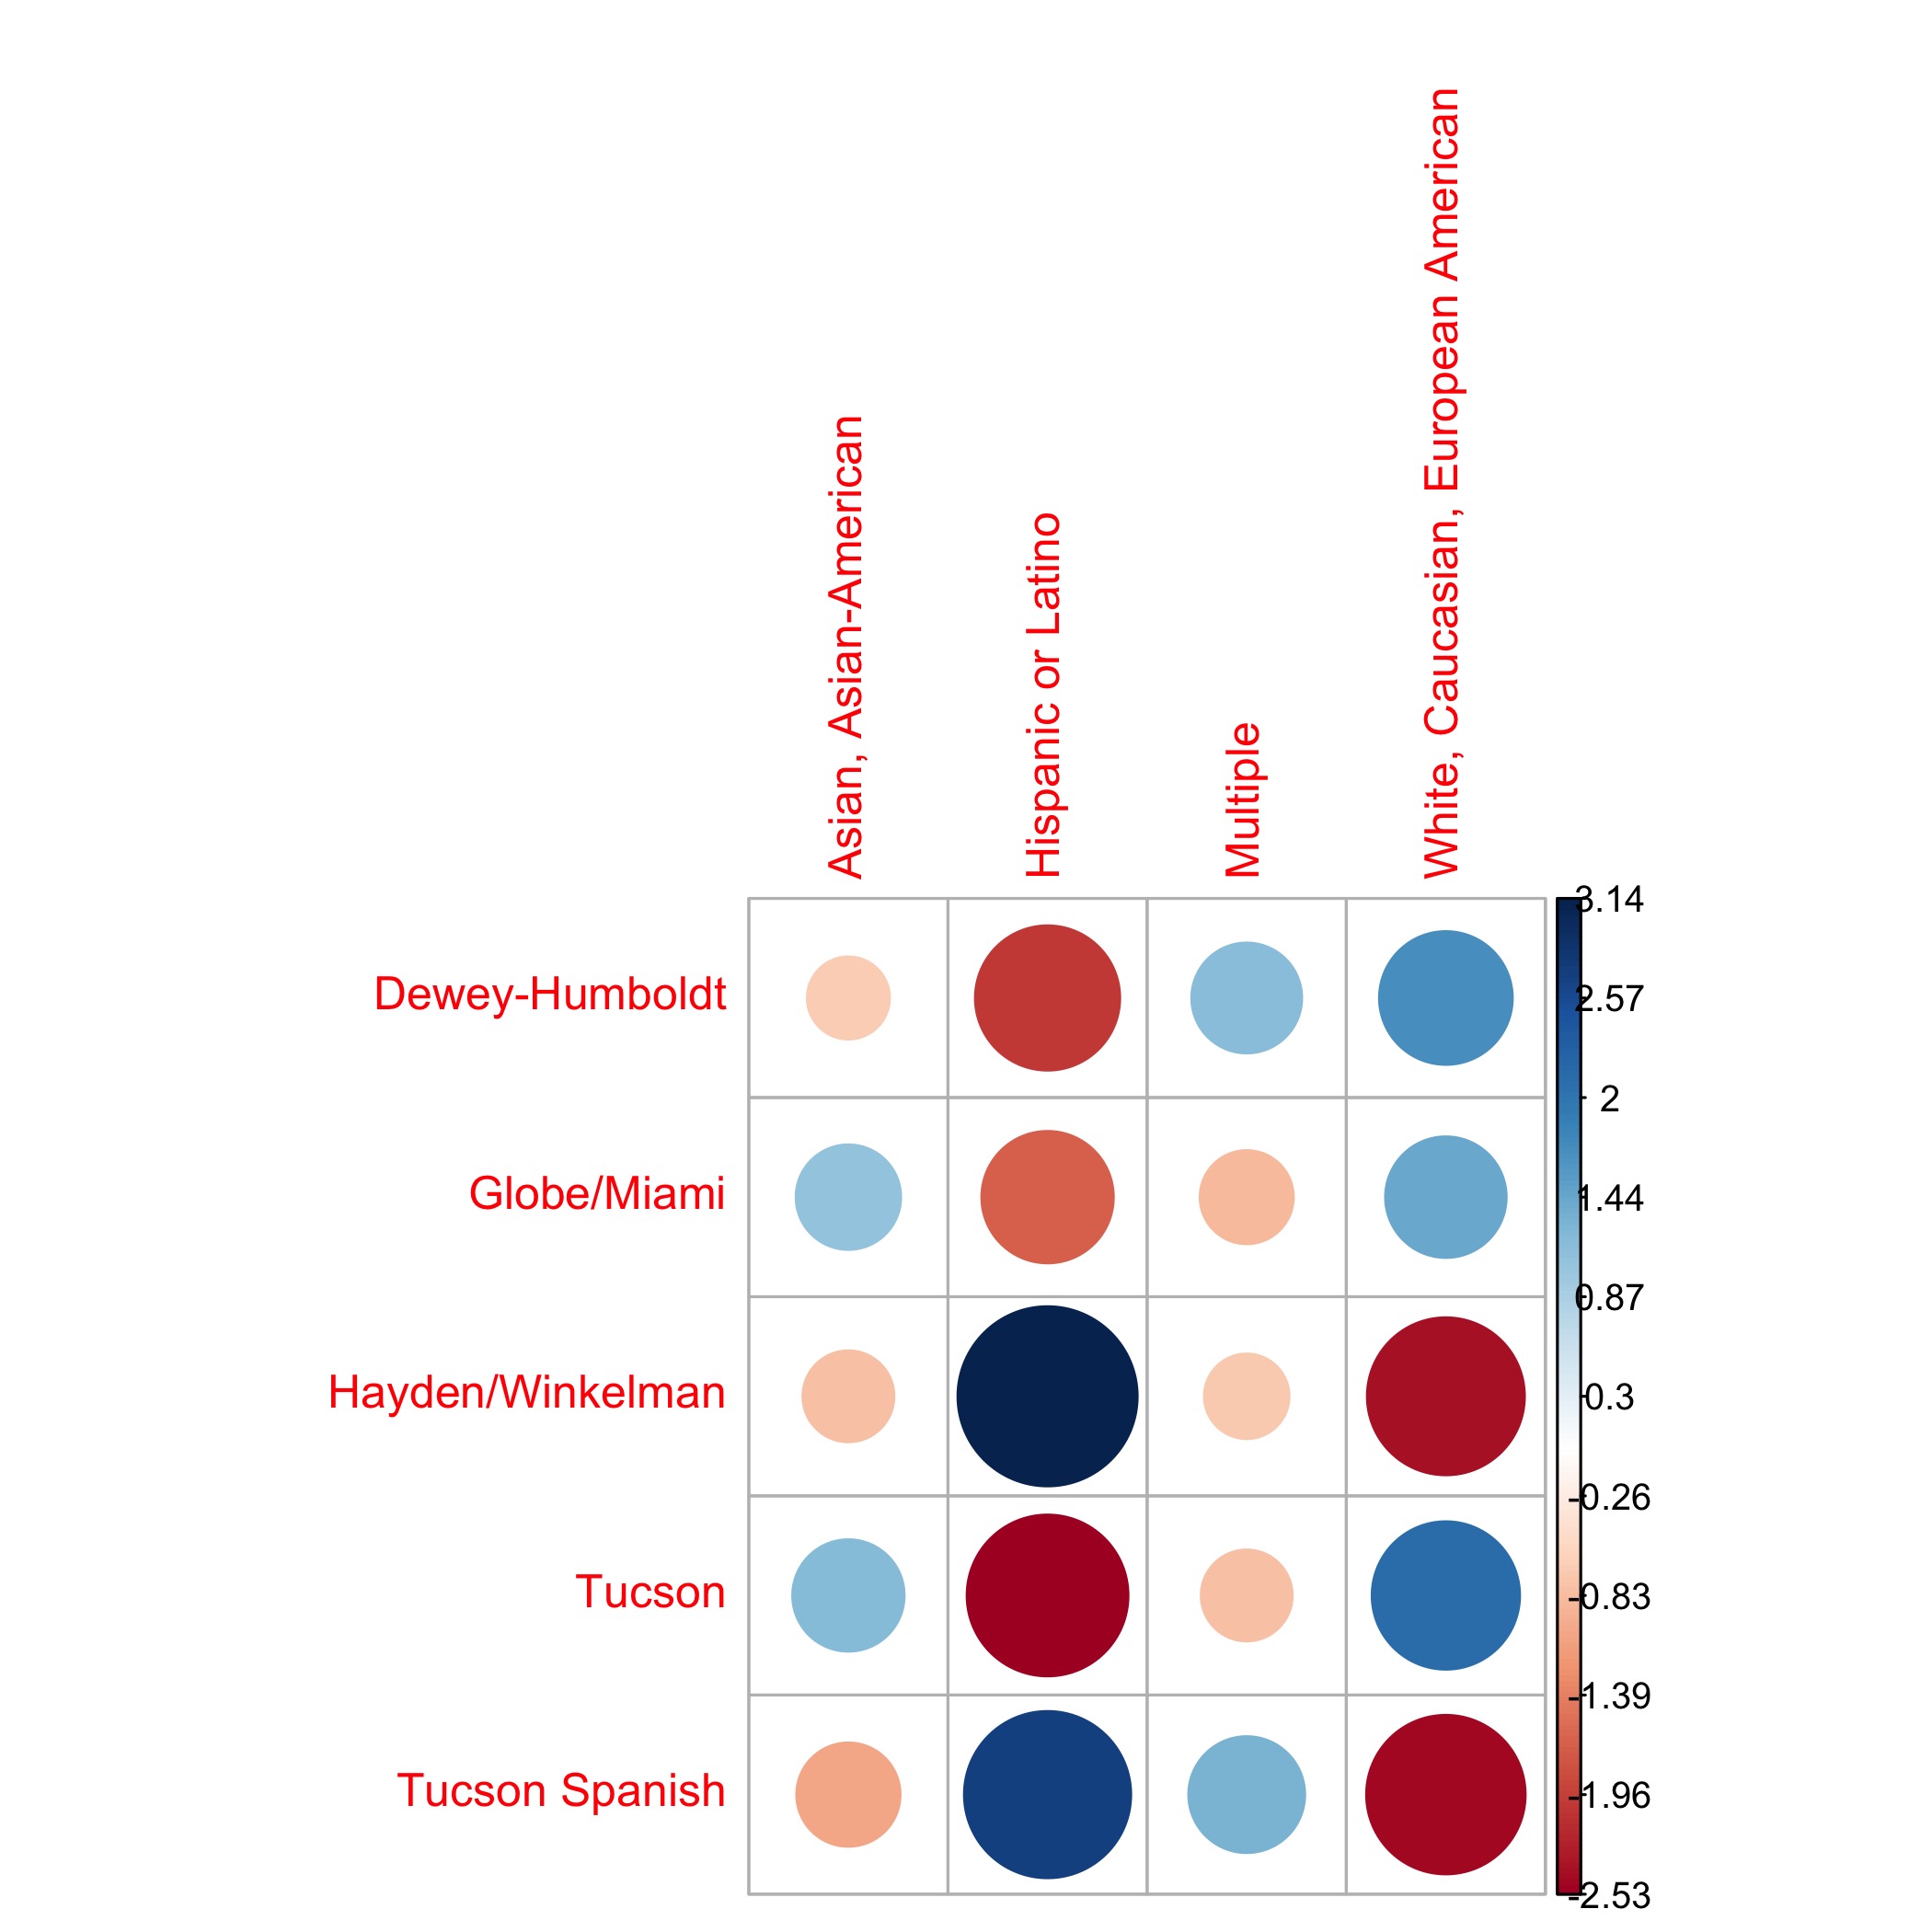 Asian, Asian-American
Hispanic or Latino
Multiple
White, Caucasian, European American
Dewey-Humboldt
Globe/Miami
Hayden/Winkelman
Tucson
Tucson Spanish
3.14
2.57
2
1.44
0.87
0.3
-0.26
-0.83
-1.39
-1.96
-2.53